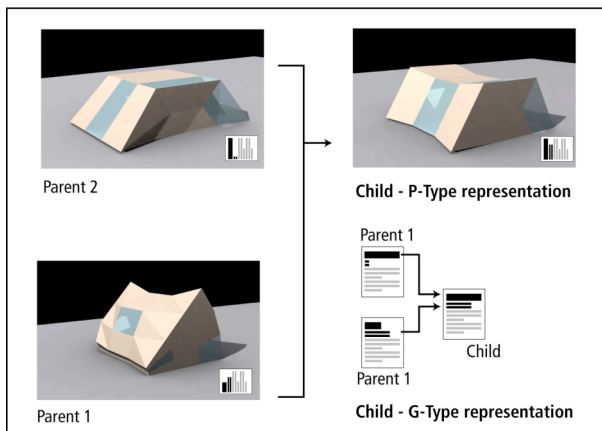 Parent 2
Child - P-Type representation
Parent 1
Child
Parent 1
Parent 1
Child - G-Type representation